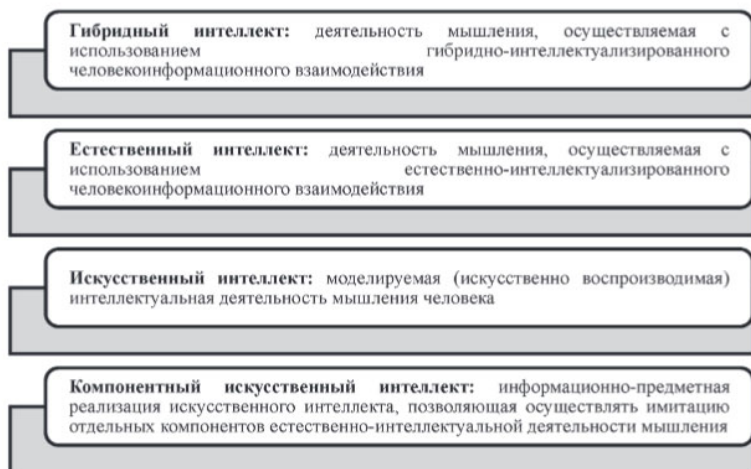 Гибридный интеллект: деятельность мышления, осуществляемая с
использованием гибридно-интеллектуализированного
человекоинформационного взаимодействия
Естественный интеллект: деятельность мышления, осуществляемая с
использованием естественно-интеллектуализированного
человекоинформационного взаимодействия
Искусственный интеллект: моделируемая (искусственно воспроизводимая)
интеллектуальная деятельность мышления человека
Компонентный искусственный интеллект: информационно-предметная
реализация искусственного интеллекта, позволяющая осуществлять имитацию
отдельных компонентов естественно-интеллектуальной деятельности мышления